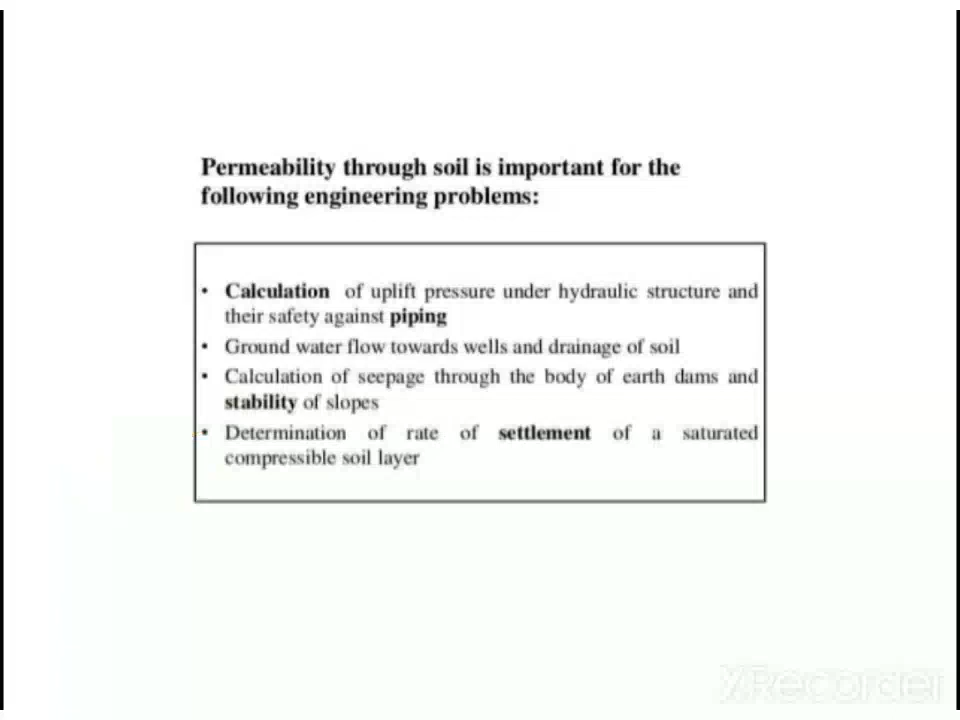 Permeability through soil is important for the
following engineering problems:
• Calculation of uplift pressure under hydraulic structure and
their safety against piping
• Ground water flow towards wells and drainage of soil
• Calculation of seepage through the body of earth dams and
stability of slopes
• Determination of rate of settlement of a saturated
compressible soil layer
XRecorder